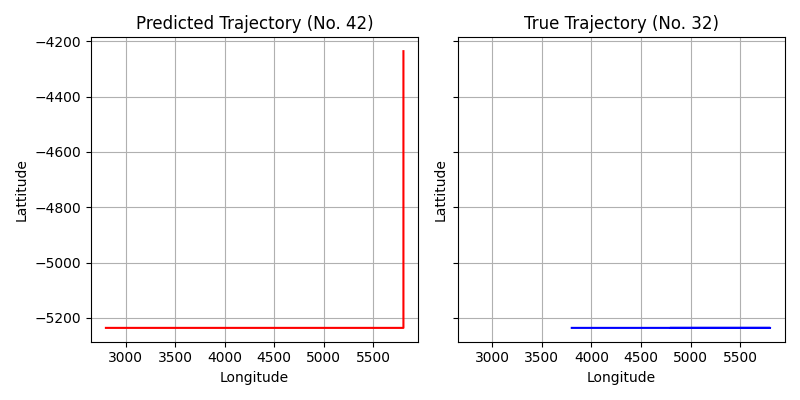 Predicted Trajectory (No. 42)
True Trajectory (No. 32)
−4200
−4400
−4600
−4800
−5000
−5200
Lattitude
Lattitude
3000 3500 4000 4500 5000 5500
3000 3500 4000 4500 5000 5500
Longitude
Longitude